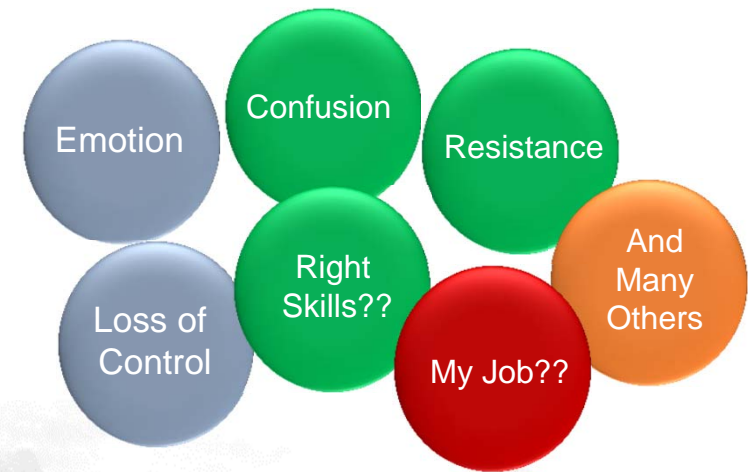 Emotion
Confusion
Resistance
Loss of
Control
Right
Skills??
My Job??
And
Many
Others